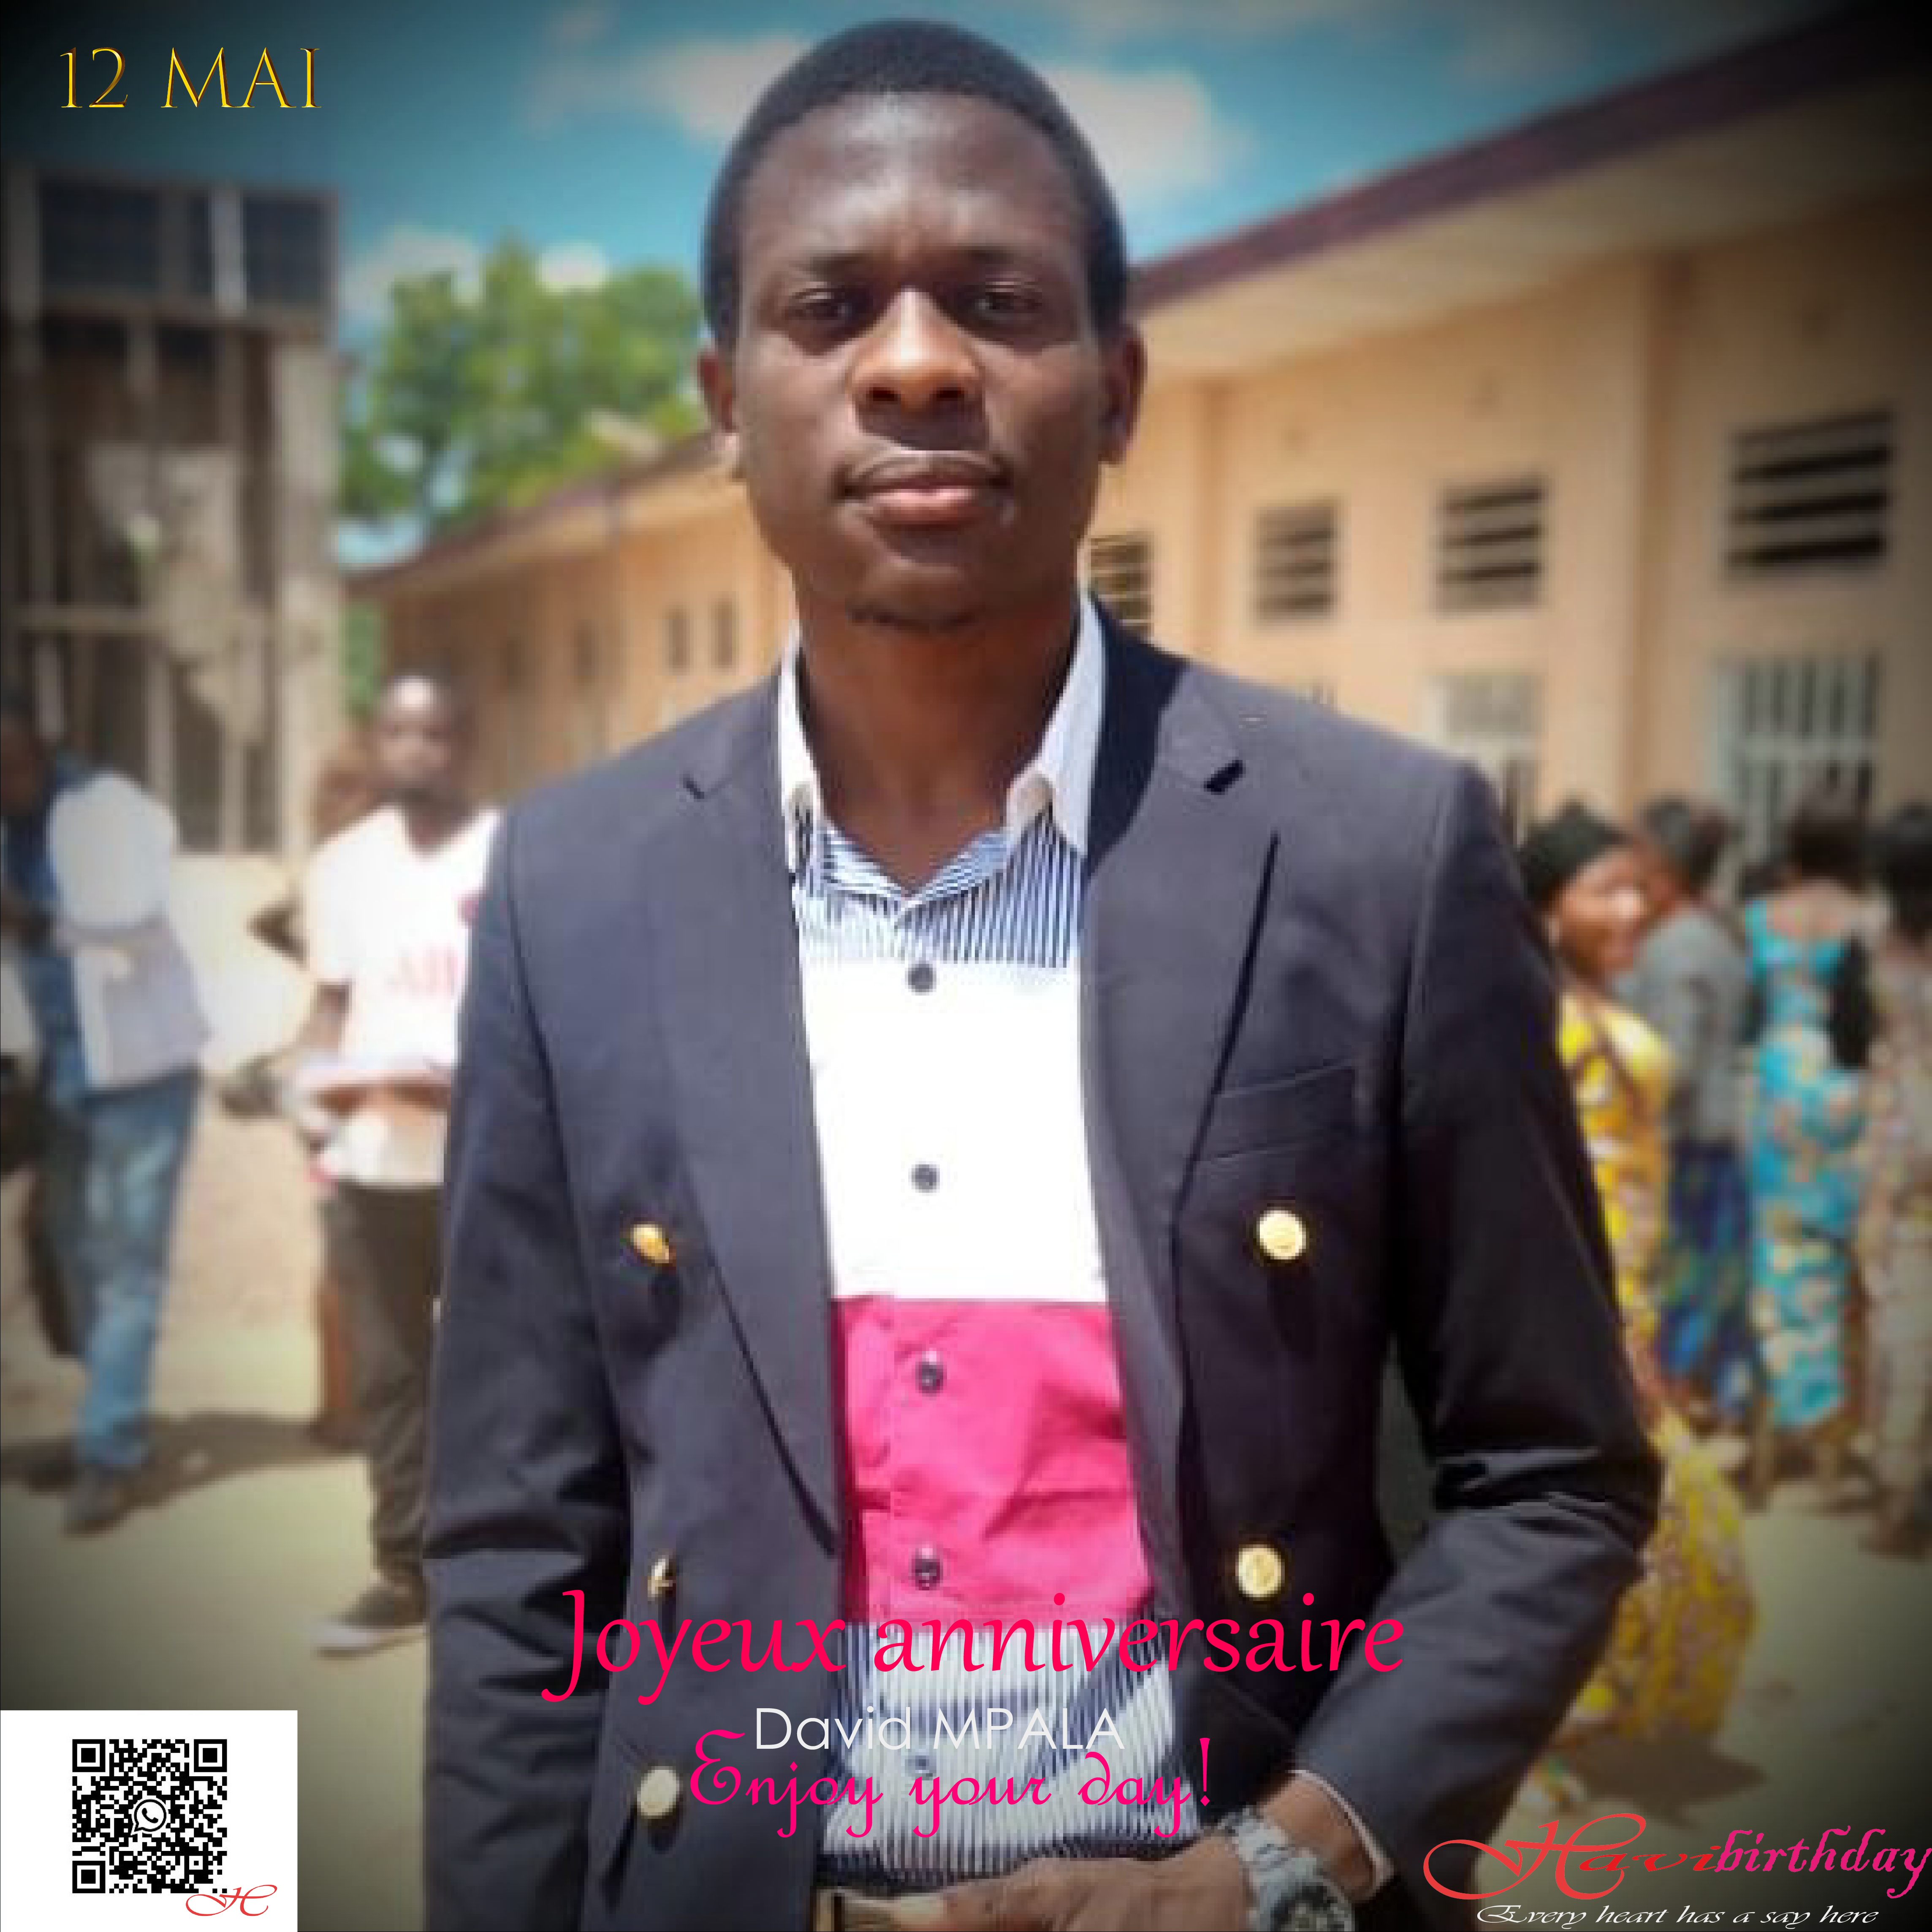 12 MAI
Joyeux anniversaire
David MPALA
Enjoy your day!
H
Havibirthday
Every heart has a say here